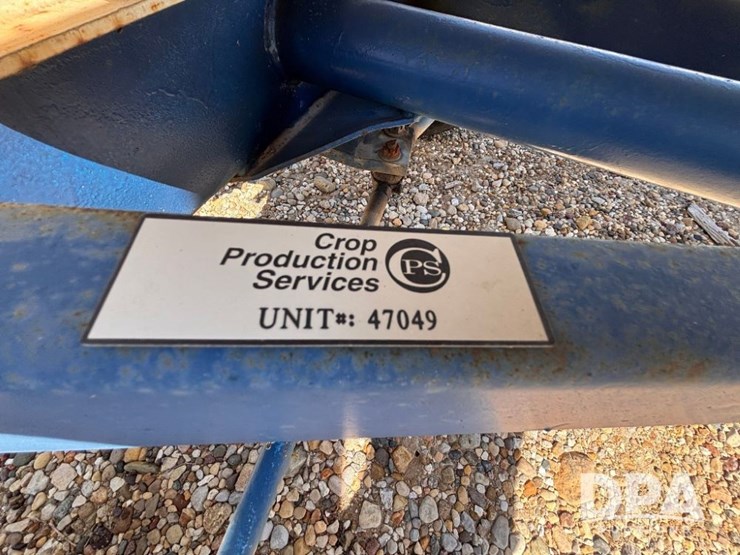 Crop
Production
Services
CPS
UNIT#: 47049
DPA